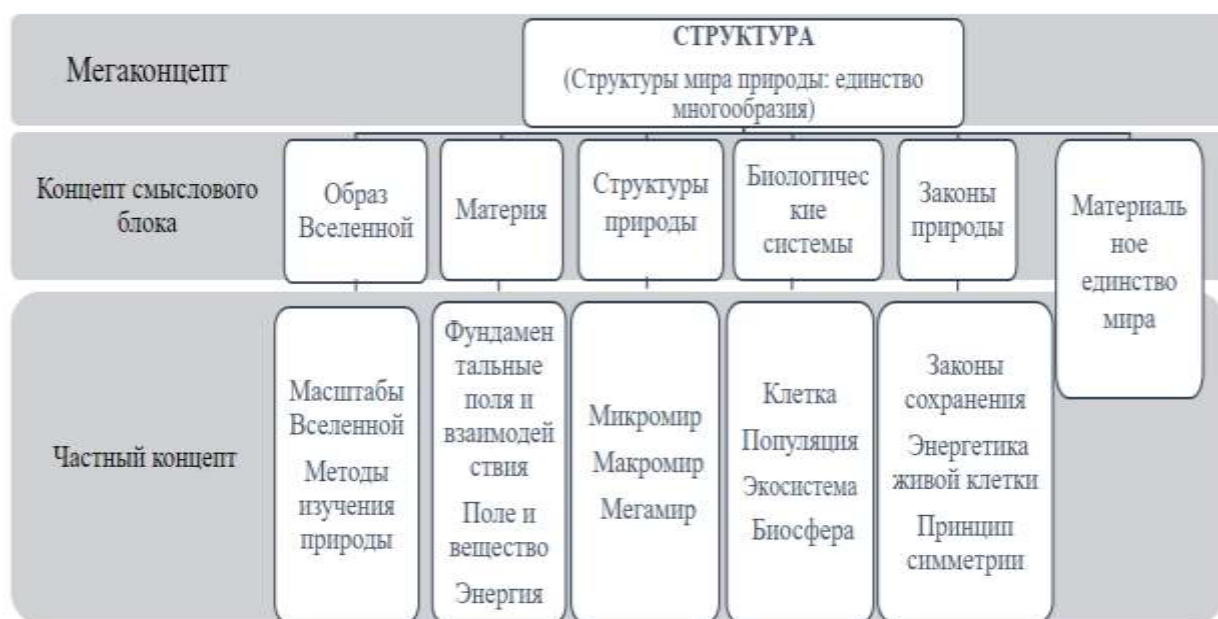 Мегаконцепт
СТРУКТУРА
(Структуры мира природы: единство
многообразия)
Концепт смыслового
блока
Образ
Вселенной
Материя
Структуры
природы
Биологичес
кие
системы
Законы
природы
Материаль
ное
единство
мира
Частный концепт
Масштабы
Вселенной
Методы
изучения
природы
Фундамен
тальные
поля и
взаимодей
ствия
Поле и
вещество
Энергия
Микромир
Макромир
Мегамир
Клетка
Популяция
Экосистема
Биосфера
Законы
сохранения
Энергетика
живой клетки
Принцип
симметрии